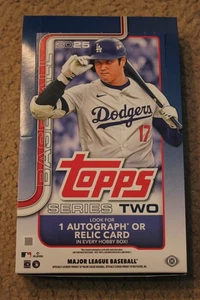 2025
BASEBALL
Dodgers
17
topps
SERIES TWO
LOOK FOR
1 AUTOGRAPH OR
RELIC CARD
IN EVERY HOBBY BOX!
MAJOR LEAGUE BASEBALL